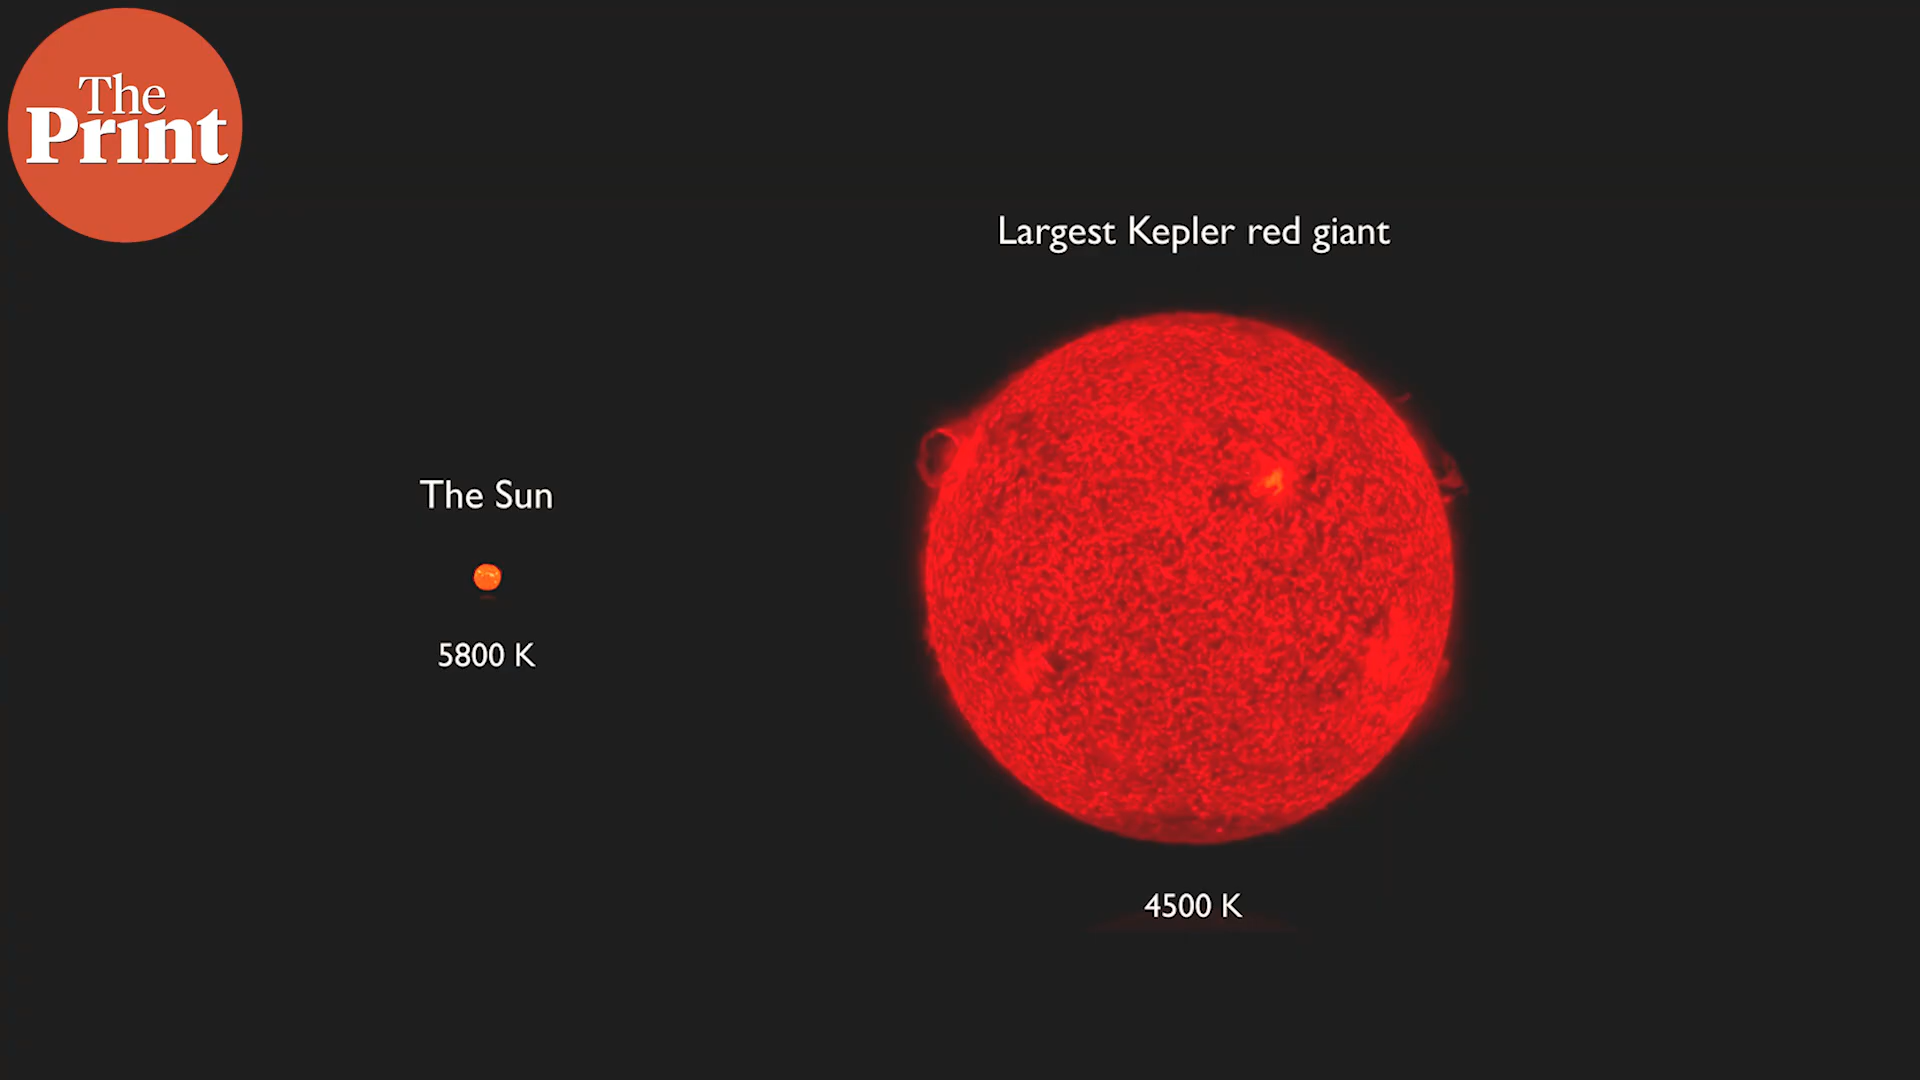 The
Print
Largest Kepler red giant
The Sun
5800 K
4500 K